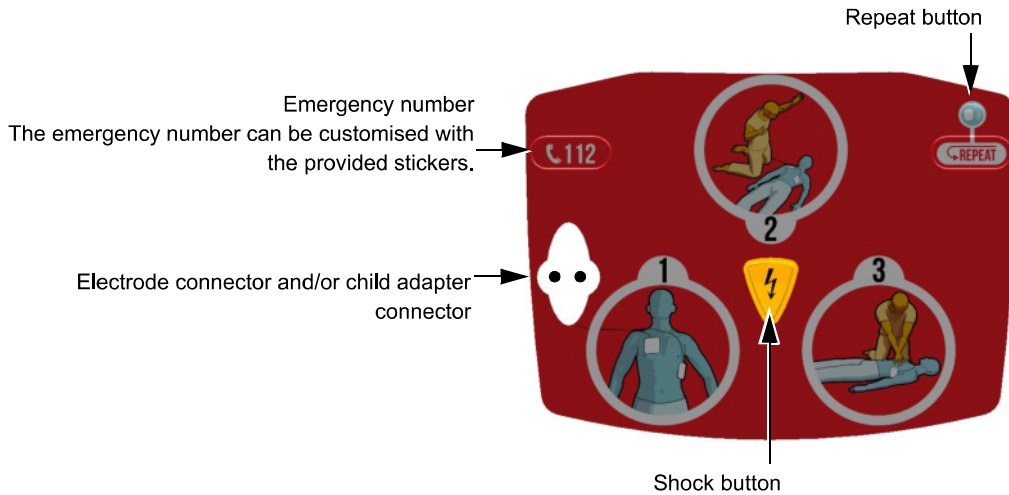 Repeat button
Emergency number
The emergency number can be customised with
the provided stickers.
112
REPEAT
2
Electrode connector and/or child adapter
connector
1
3
Shock button